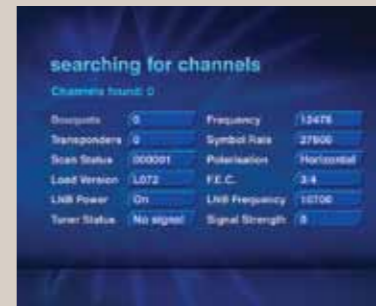 searching for channels
Channels found: 0
Bouquets 0 Frequency 12476
Transponders 0 Symbol Rate 27500
Scan Status 000001 Polarisation Horizontal
Load Version L072 F.E.C. 3/4
LNB Power On LNB Frequency 10700
Tuner Status No signal Signal Strength 0